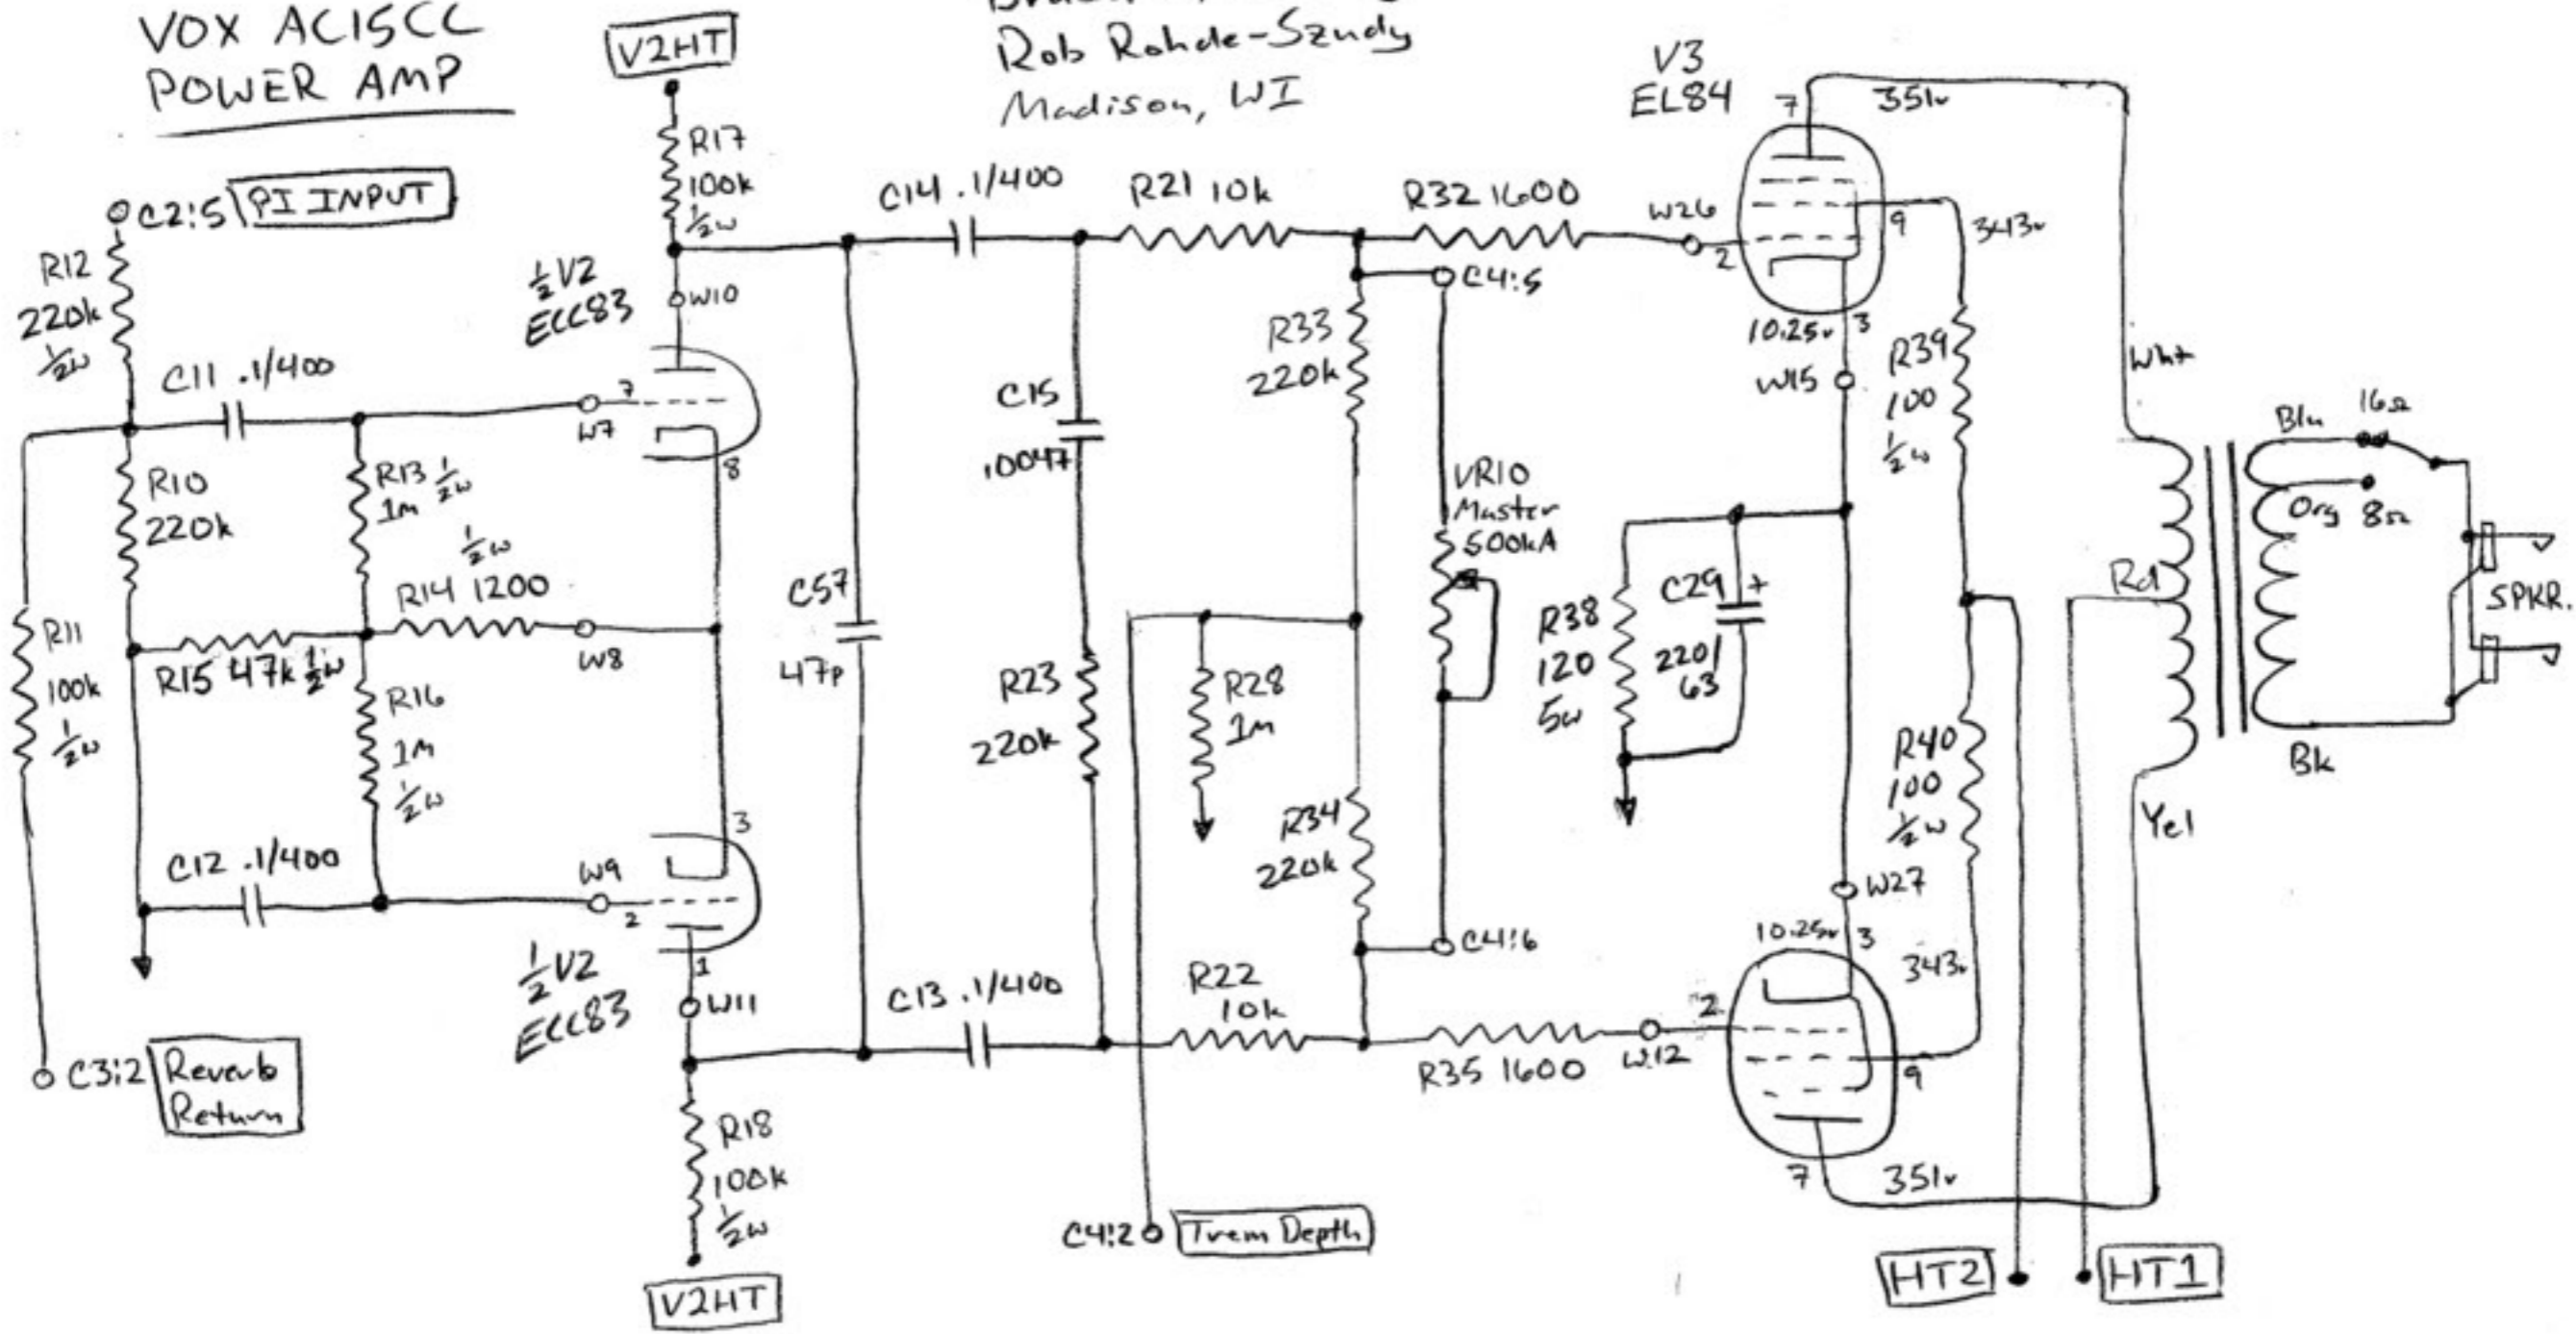 VOX AC15CC
POWER AMP
Rob Rohde-Szudy
Madison, WI
V2HT
R17
100k
½w
C2:5 PI INPUT
R12
220k
½w
C11 .1/400
½V2
ECC83
W10
7
W7
8
R10
220k
R13 ½w
1m
½w
R14 1200
W8
R15 47k ½w
R11
100k
½w
R16
1M
½w
C12 .1/400
W9
2
3
½V2
ECC83
1
W11
C3:2 Reverb
Return
R18
100k
½w
V2HT
C57
47p
C14 .1/400
R21 10k
R32 1600
W26
2
C15
.0047
R23
220k
C13 .1/400
R22
10k
R28
1m
R33
220k
R34
220k
C4:5
VR10
Master
500kA
C4:6
R35 1600
W12
2
C4:2 Trem Depth
V3
EL84
7
351v
9
343v
10.25v 3
W15
R39
100
½w
R38
120
5w
C29 +
220/
63
R40
100
½w
W27
10.25v 3
343v
9
7
351v
HT2
HT1
Wht
Rd
Yel
Blu 16Ω
Org 8Ω
Bk
SPKR.